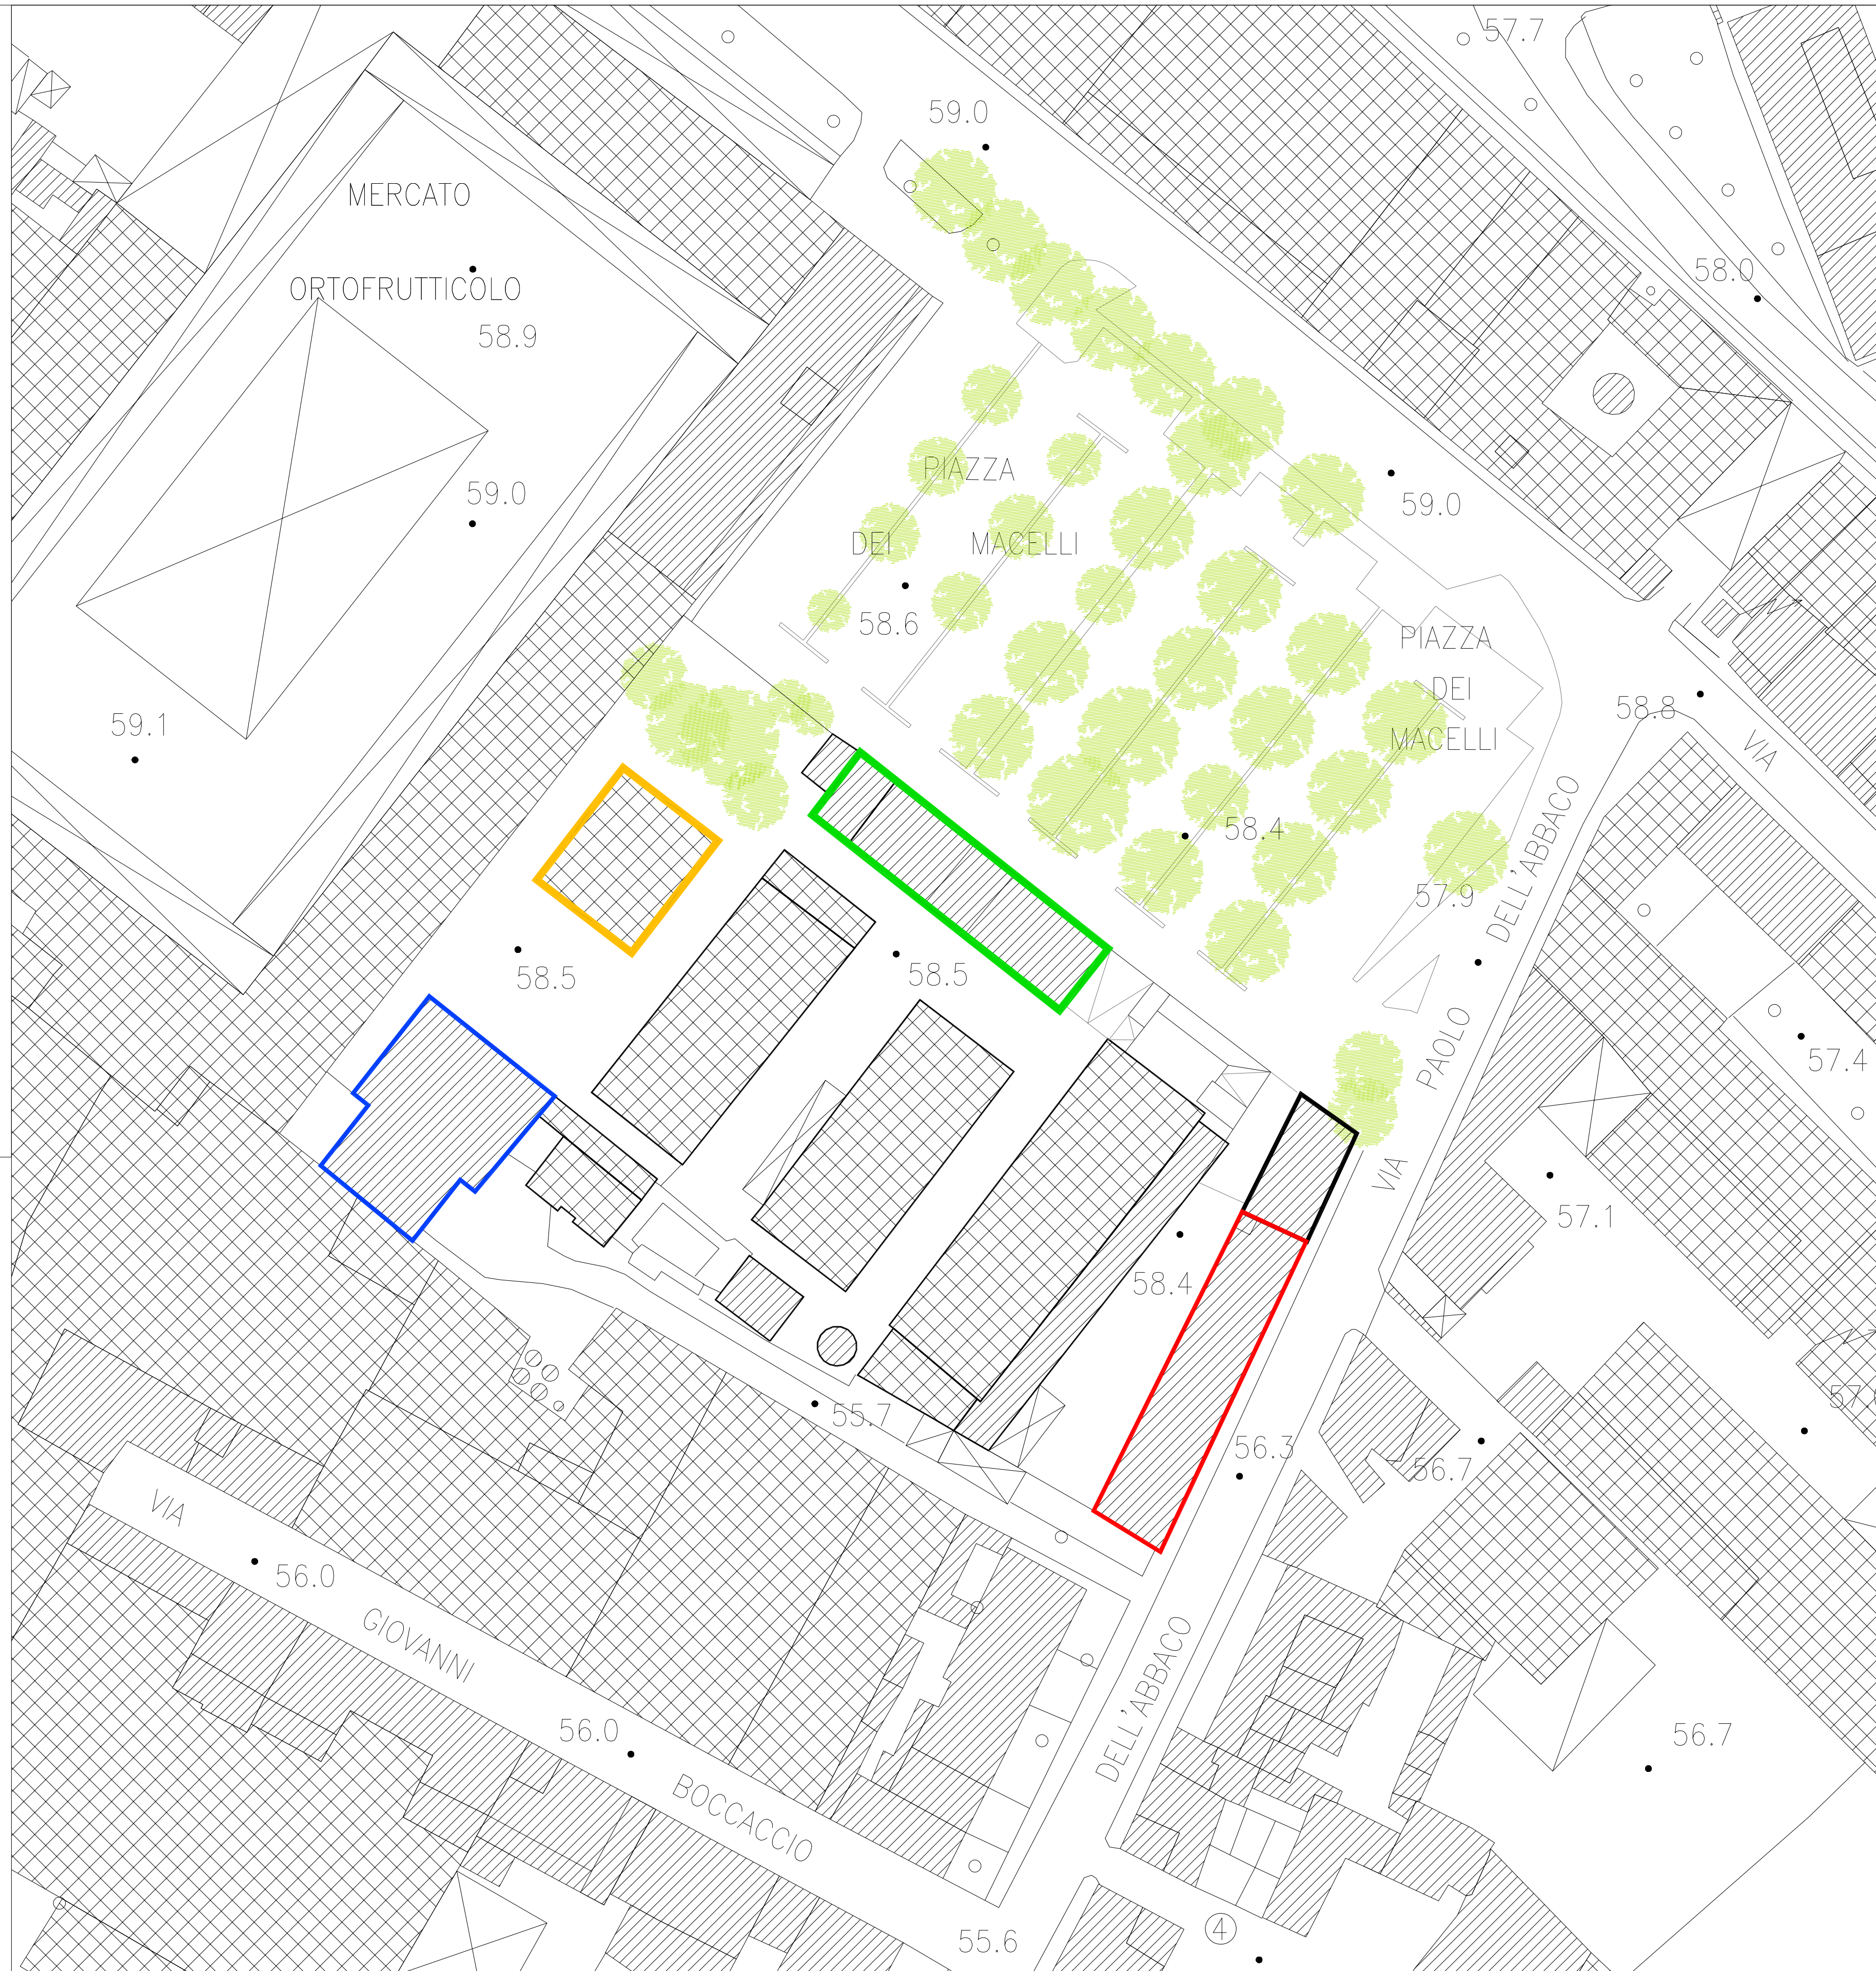 57.7
59.0
MERCATO
58.0
ORTOFRUTTICOLO
58.9
PIAZZA
59.0
59.0
DEI MACELLI
58.6
PIAZZA
DEI
MACELLI
58.8
59.1
VIA
58.4
57.9
58.5
58.5
VIA PAOLO DELL'ABBACO
57.4
57.1
58.4
55.7
56.3
56.7
VIA GIOVANNI BOCCACCIO
56.0
56.0
DELL'ABBACO
56.7
4
55.6